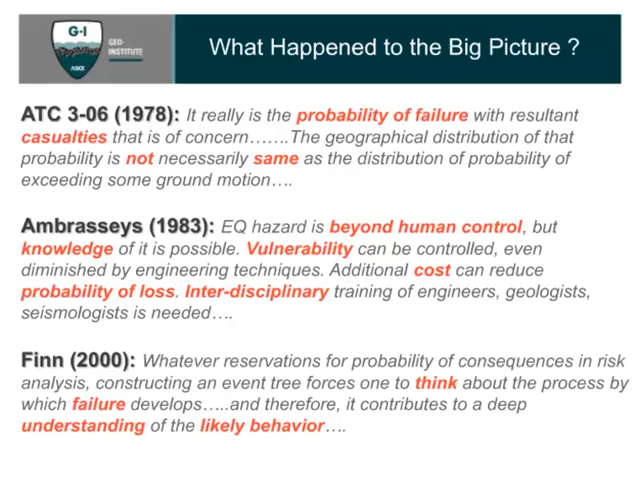 G-I
GEO-
INSTITUTE
ASCE
What Happened to the Big Picture ?
ATC 3-06 (1978): It really is the probability of failure with resultant
casualties that is of concern…….The geographical distribution of that
probability is not necessarily same as the distribution of probability of
exceeding some ground motion….
Ambraseys (1983): EQ hazard is beyond human control, but
knowledge of it is possible. Vulnerability can be controlled, even
diminished by engineering techniques. Additional cost can reduce
probability of loss. Inter-disciplinary training of engineers, geologists,
seismologists is needed….
Finn (2000): Whatever reservations for probability of consequences in risk
analysis, constructing an event tree forces one to think about the process by
which failure develops…..and therefore, it contributes to a deep
understanding of the likely behavior….